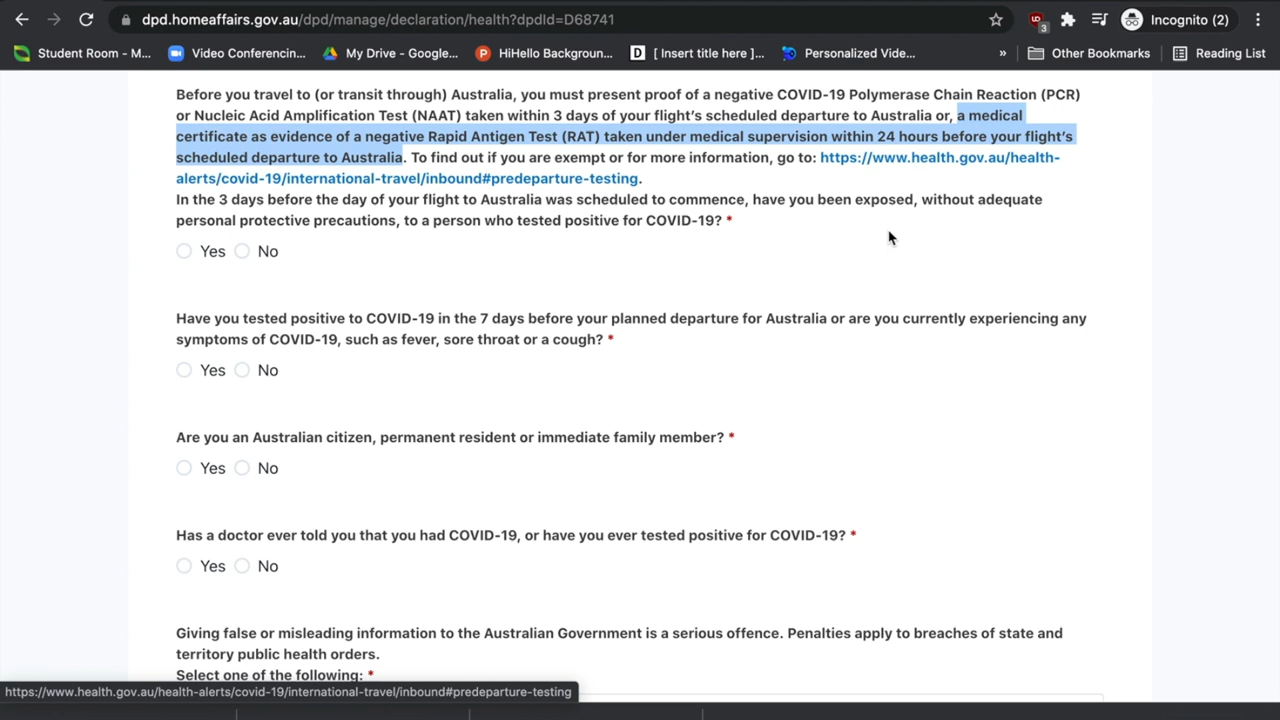 dpd.homeaffairs.gov.au/dpd/manage/declaration/health?dpdId=D68741
3
Incognito (2)
Student Room - M...
Video Conferencin...
My Drive - Google...
HiHello Backgroun...
[ Insert title here ]...
Personalized Vide...
»
Other Bookmarks
Reading List
Before you travel to (or transit through) Australia, you must present proof of a negative COVID-19 Polymerase Chain Reaction (PCR)
or Nucleic Acid Amplification Test (NAAT) taken within 3 days of your flight's scheduled departure to Australia or, a medical
certificate as evidence of a negative Rapid Antigen Test (RAT) taken under medical supervision within 24 hours before your flight's
scheduled departure to Australia. To find out if you are exempt or for more information, go to: https://www.health.gov.au/health-
alerts/covid-19/international-travel/inbound#predeparture-testing.
In the 3 days before the day of your flight to Australia was scheduled to commence, have you been exposed, without adequate
personal protective precautions, to a person who tested positive for COVID-19? *
Yes No
Have you tested positive to COVID-19 in the 7 days before your planned departure for Australia or are you currently experiencing any
symptoms of COVID-19, such as fever, sore throat or a cough? *
Yes No
Are you an Australian citizen, permanent resident or immediate family member? *
Yes No
Has a doctor ever told you that you had COVID-19, or have you ever tested positive for COVID-19? *
Yes No
Giving false or misleading information to the Australian Government is a serious offence. Penalties apply to breaches of state and
territory public health orders.
Select one of the following: *
https://www.health.gov.au/health-alerts/covid-19/international-travel/inbound#predeparture-testing